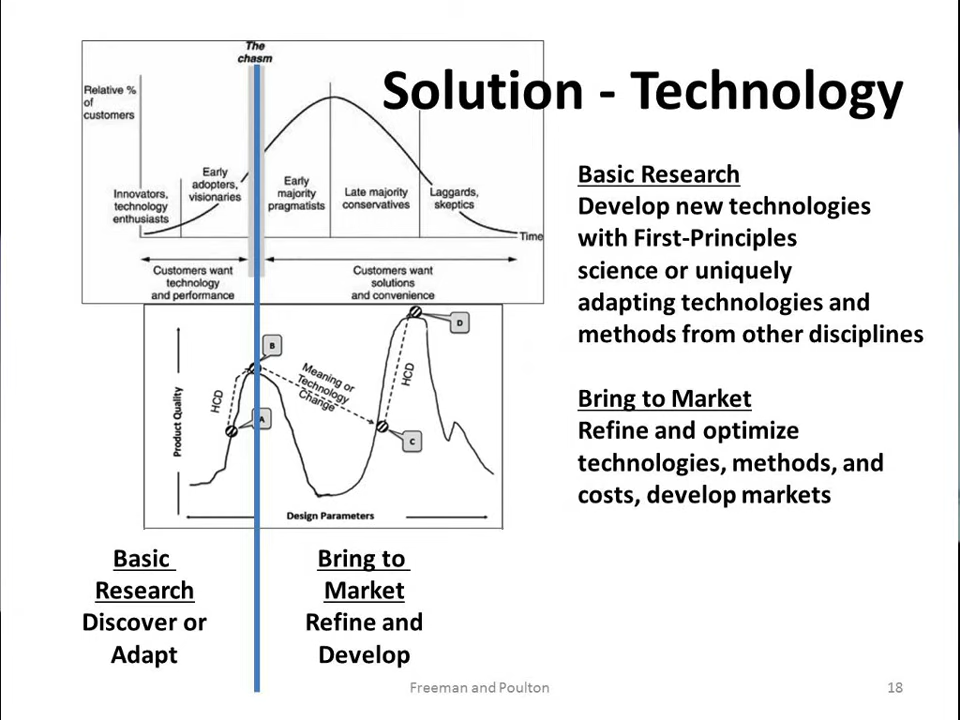 Solution - Technology
The
chasm
Relative %
of
customers
Innovators,
technology
enthusiasts
Early
adopters,
visionaries
Early
majority
pragmatists
Late majority
conservatives
Laggards,
skeptics
Time
Customers want
technology
and performance
Customers want
solutions
and convenience
Product Quality
HCD
A
B
Meaning or
Technology
Change
C
HCD
D
Design Parameters
Basic
Research
Discover or
Adapt
Bring to
Market
Refine and
Develop
Basic Research
Develop new technologies
with First-Principles
science or uniquely
adapting technologies and
methods from other disciplines
Bring to Market
Refine and optimize
technologies, methods, and
costs, develop markets
Freeman and Poulton
18